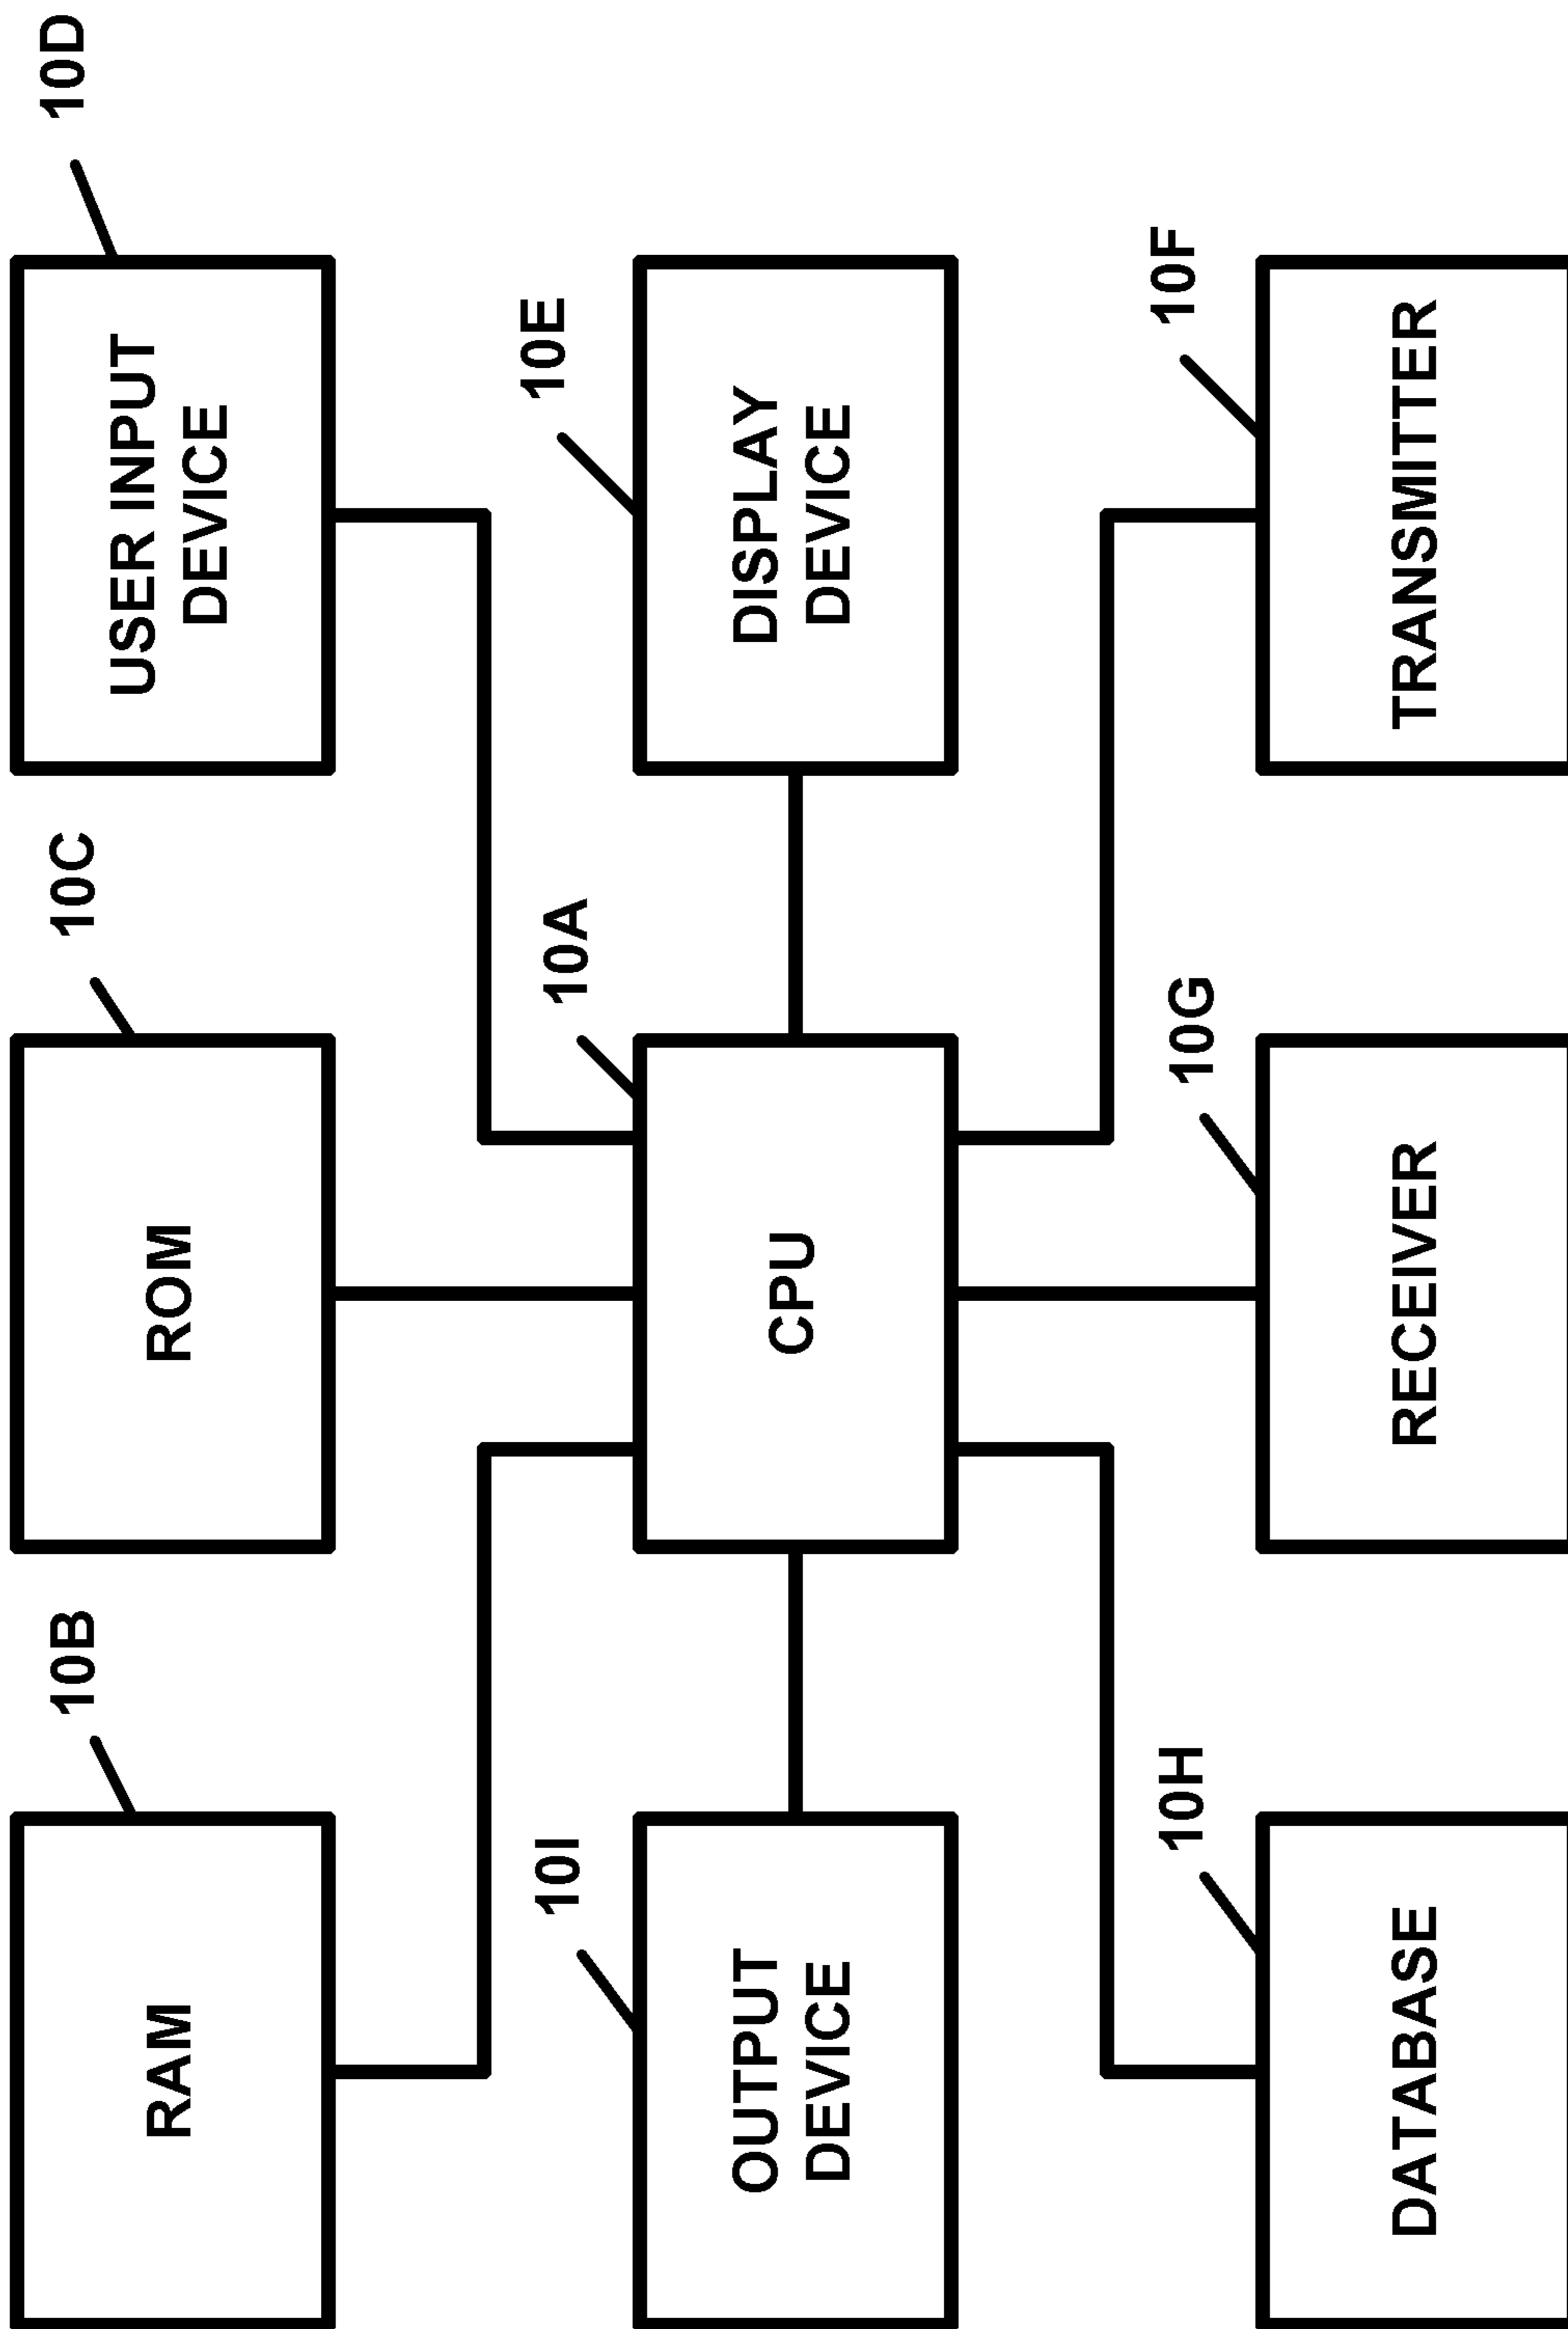 10B
RAM
10C
ROM
10D
USER INPUT
DEVICE
10I
OUTPUT
DEVICE
10A
CPU
10E
DISPLAY
DEVICE
10H
DATABASE
10G
RECEIVER
10F
TRANSMITTER